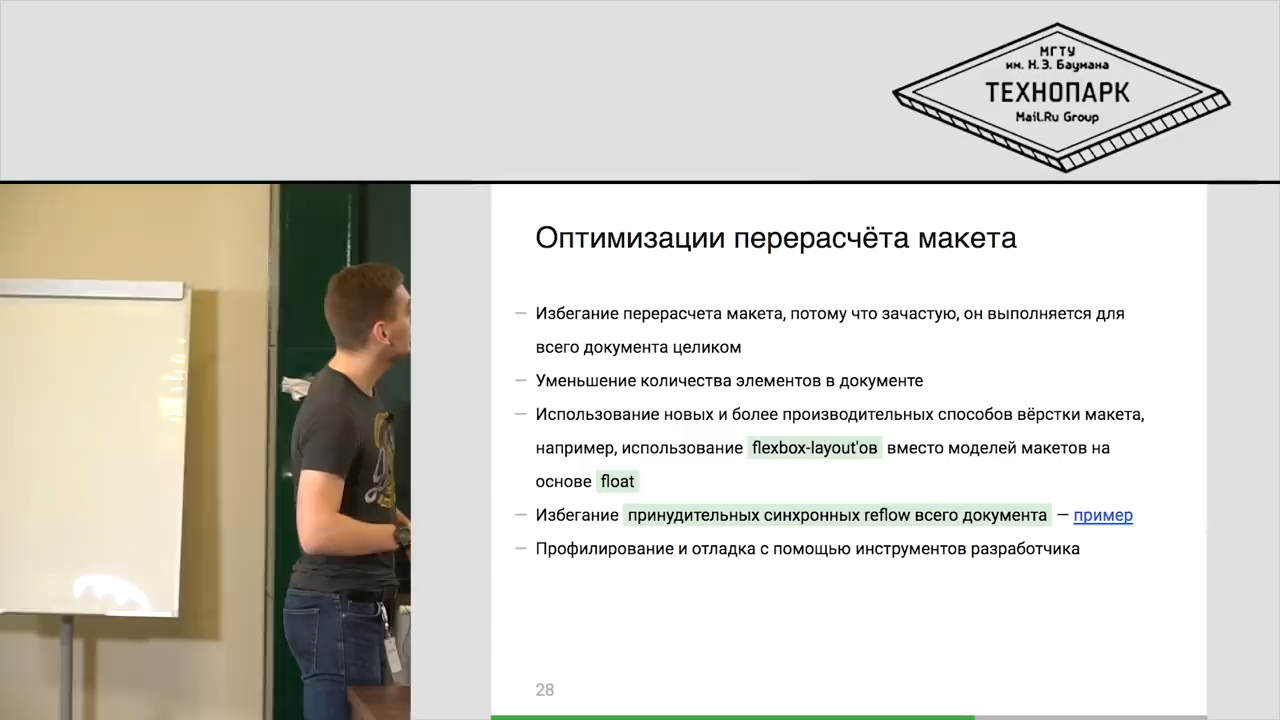 МГТУ
им. Н.Э. Баумана
ТЕХНОПАРК
Mail.Ru Group
Оптимизации перерасчёта макета
— Избегание перерасчета макета, потому что зачастую, он выполняется для
всего документа целиком
— Уменьшение количества элементов в документе
— Использование новых и более производительных способов вёрстки макета,
например, использование flexbox-layout'ов вместо моделей макетов на
основе float
— Избегание принудительных синхронных reflow всего документа — пример
— Профилирование и отладка с помощью инструментов разработчика
28